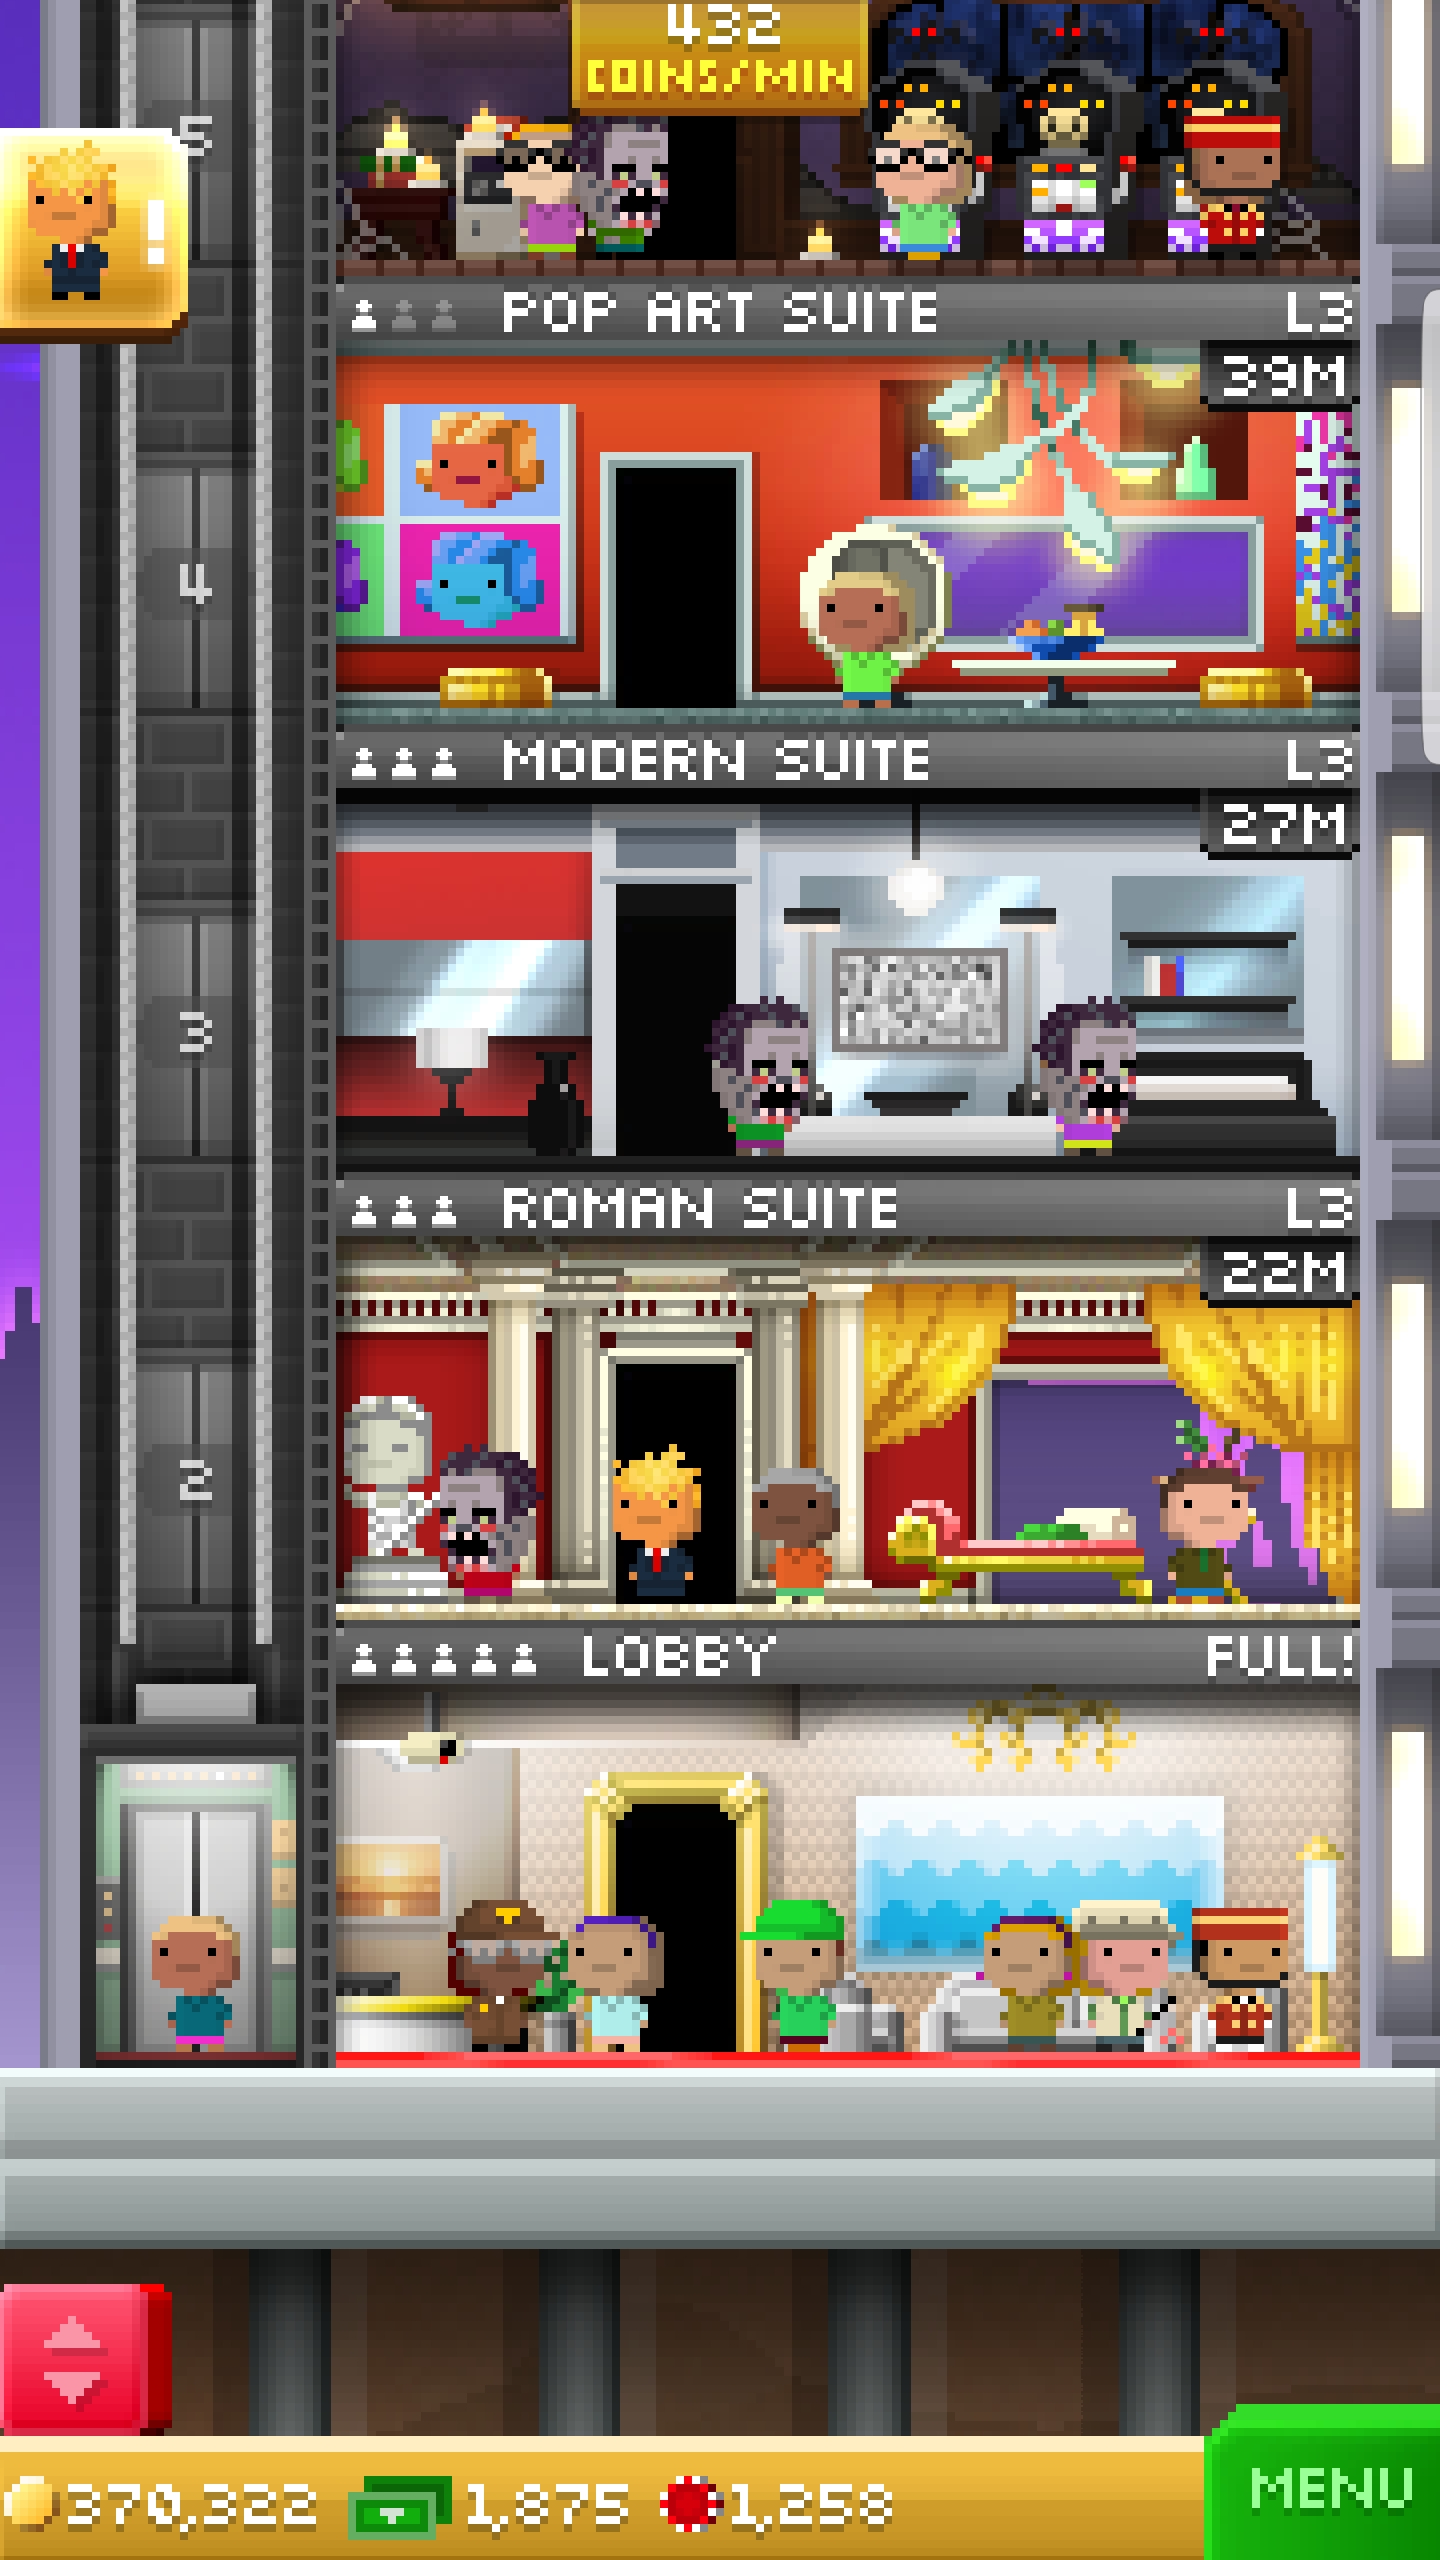 432
COINS/MIN
5
!
POP ART SUITE L3
39M
4
MODERN SUITE L3
27M
3
ROMAN SUITE L3
22M
2
LOBBY FULL!
370,322 1,875 1,258
MENU